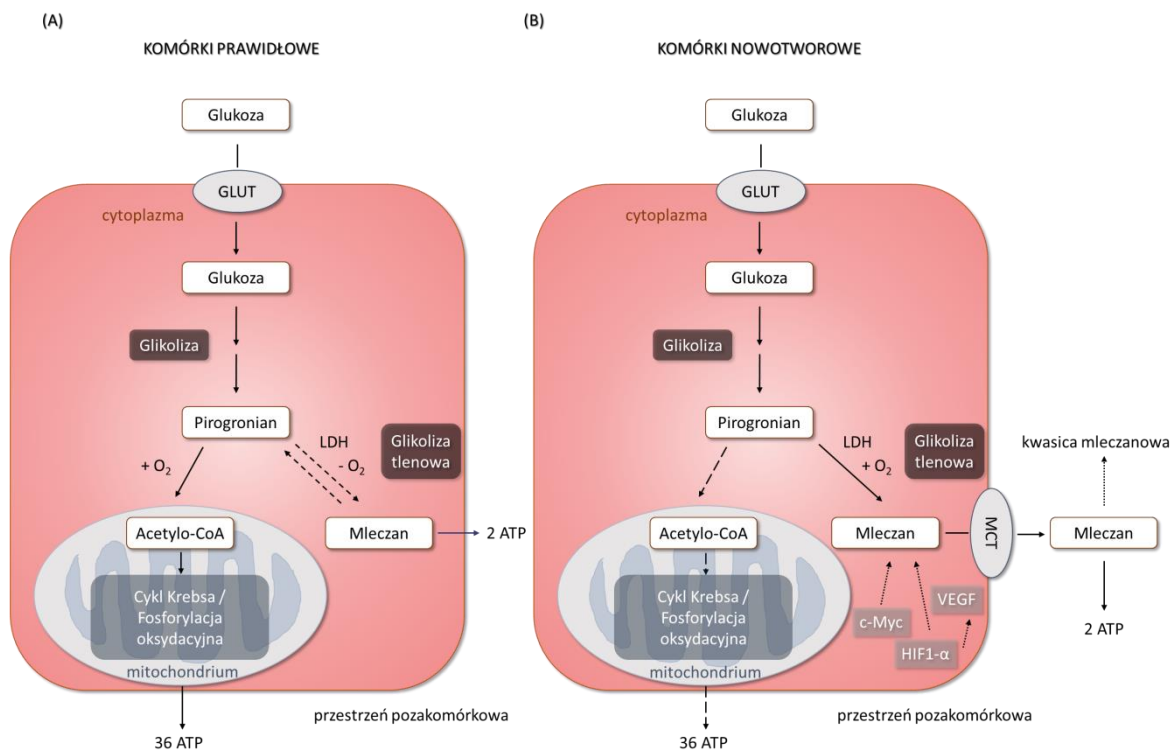 (A)
KOMÓRKI PRAWIDŁOWE
Glukoza
GLUT
cytoplazma
Glukoza
Glikoliza
Pirogronian
+ O₂
LDH
- O₂
Glikoliza
tlenowa
Acetylo-CoA
Mleczan
2 ATP
Cykl Krebsa /
Fosforylacja
oksydacyjna
mitochondrium
przestrzeń pozakomórkowa
36 ATP
(B)
KOMÓRKI NOWOTWOROWE
Glukoza
GLUT
cytoplazma
Glukoza
Glikoliza
Pirogronian
LDH
+ O₂
Glikoliza
tlenowa
kwasica mleczanowa
Acetylo-CoA
Mleczan
MCT
Mleczan
Cykl Krebsa /
Fosforylacja
oksydacyjna
c-Myc
VEGF
HIF1-α
2 ATP
mitochondrium
przestrzeń pozakomórkowa
36 ATP